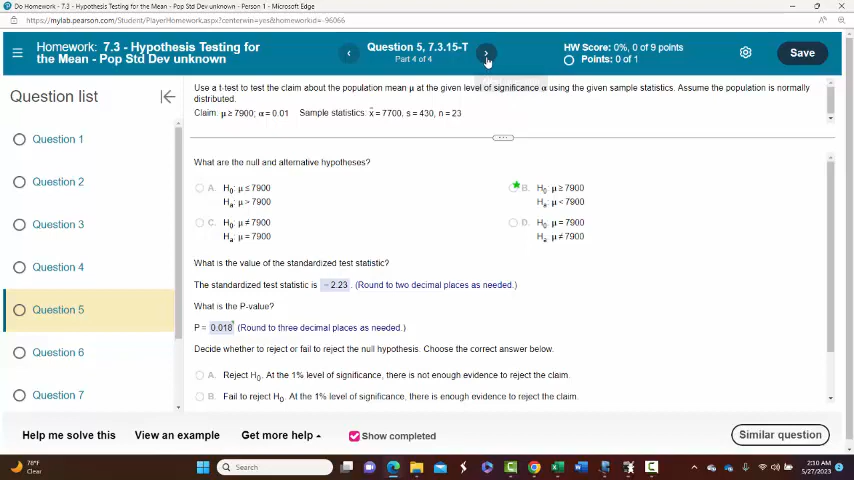 Do Homework - 7.3 - Hypothesis Testing for the Mean - Pop Std Dev unknown - Person 1 - Microsoft Edge
https://mylab.pearson.com/Student/PlayerHomework.aspx?centerwin=yes&homeworkId=-96066
Homework: 7.3 - Hypothesis Testing for
the Mean - Pop Std Dev unknown
Question 5, 7.3.15-T
Part 4 of 4
HW Score: 0%, 0 of 9 points
Points: 0 of 1
Save
Question list
Question 1
Question 2
Question 3
Question 4
Question 5
Question 6
Question 7
Use a t-test to test the claim about the population mean μ at the given level of significance α using the given sample statistics. Assume the population is normally
distributed.
Claim: μ ≥ 7900; α = 0.01 Sample statistics: x̄ = 7700, s = 430, n = 23
What are the null and alternative hypotheses?
A. H₀: μ ≤ 7900
Hₐ: μ > 7900
B. H₀: μ ≥ 7900
Hₐ: μ < 7900
C. H₀: μ ≠ 7900
Hₐ: μ = 7900
D. H₀: μ = 7900
Hₐ: μ ≠ 7900
What is the value of the standardized test statistic?
The standardized test statistic is − 2.23 . (Round to two decimal places as needed.)
What is the P-value?
P = 0.018 (Round to three decimal places as needed.)
Decide whether to reject or fail to reject the null hypothesis. Choose the correct answer below.
A. Reject H₀. At the 1% level of significance, there is not enough evidence to reject the claim.
B. Fail to reject H₀. At the 1% level of significance, there is enough evidence to reject the claim.
Help me solve this
View an example
Get more help
Show completed
Similar question
78°F
Clear
Search
2:10 AM
5/27/2023